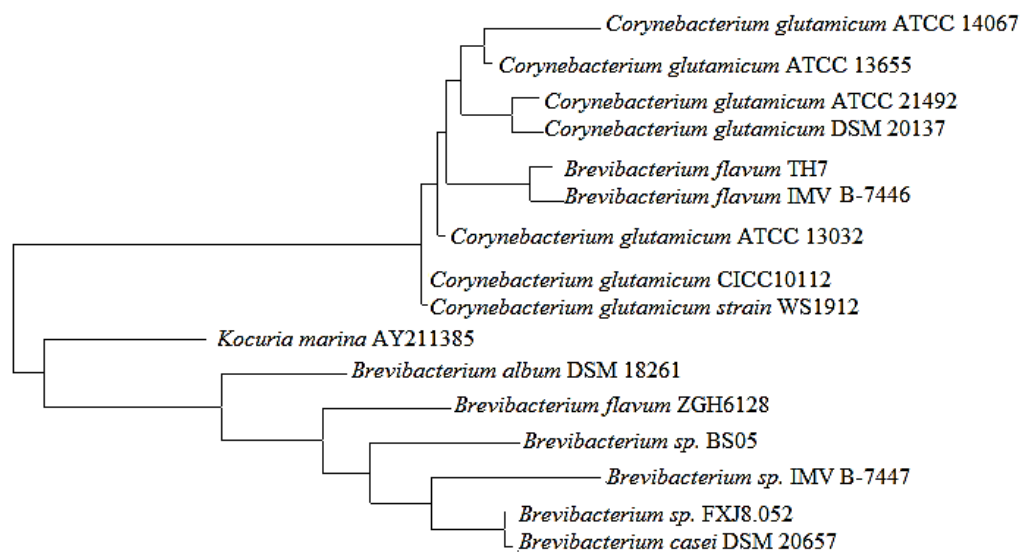 Corynebacterium glutamicum ATCC 14067
Corynebacterium glutamicum ATCC 13655
Corynebacterium glutamicum ATCC 21492
Corynebacterium glutamicum DSM 20137
Brevibacterium flavum TH7
Brevibacterium flavum IMV B-7446
Corynebacterium glutamicum ATCC 13032
Corynebacterium glutamicum CICC10112
Corynebacterium glutamicum strain WS1912
Kocuria marina AY211385
Brevibacterium album DSM 18261
Brevibacterium flavum ZGH6128
Brevibacterium sp. BS05
Brevibacterium sp. IMV B-7447
Brevibacterium sp. FXJ8.052
Brevibacterium casei DSM 20657